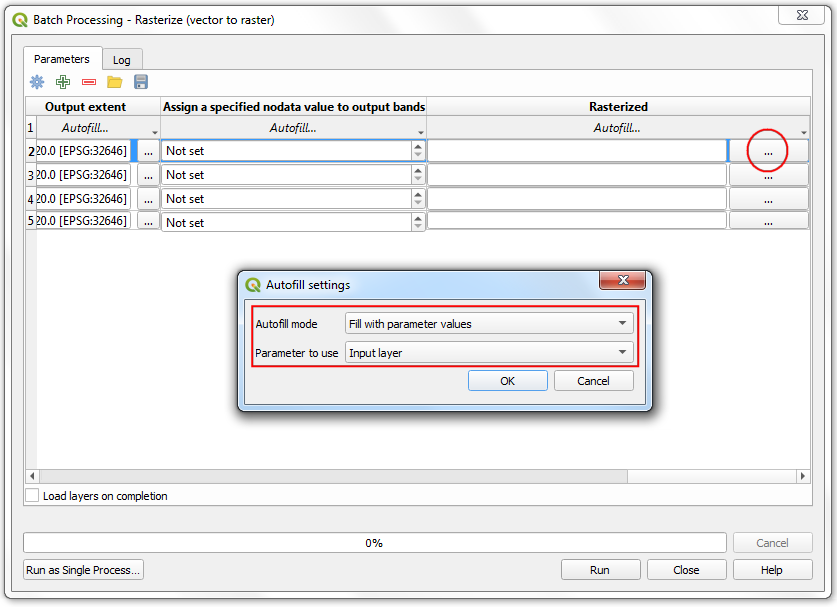 Batch Processing - Rasterize (vector to raster)
Parameters Log
Output extent Assign a specified nodata value to output bands Rasterized
1 Autofill... Autofill... Autofill...
2 20.0 [EPSG:32646] ... Not set ...
3 20.0 [EPSG:32646] ... Not set ...
4 20.0 [EPSG:32646] ... Not set ...
5 20.0 [EPSG:32646] ... Not set ...
Autofill settings
Autofill mode Fill with parameter values
Parameter to use Input layer
OK Cancel
Load layers on completion
0% Cancel
Run as Single Process... Run Close Help